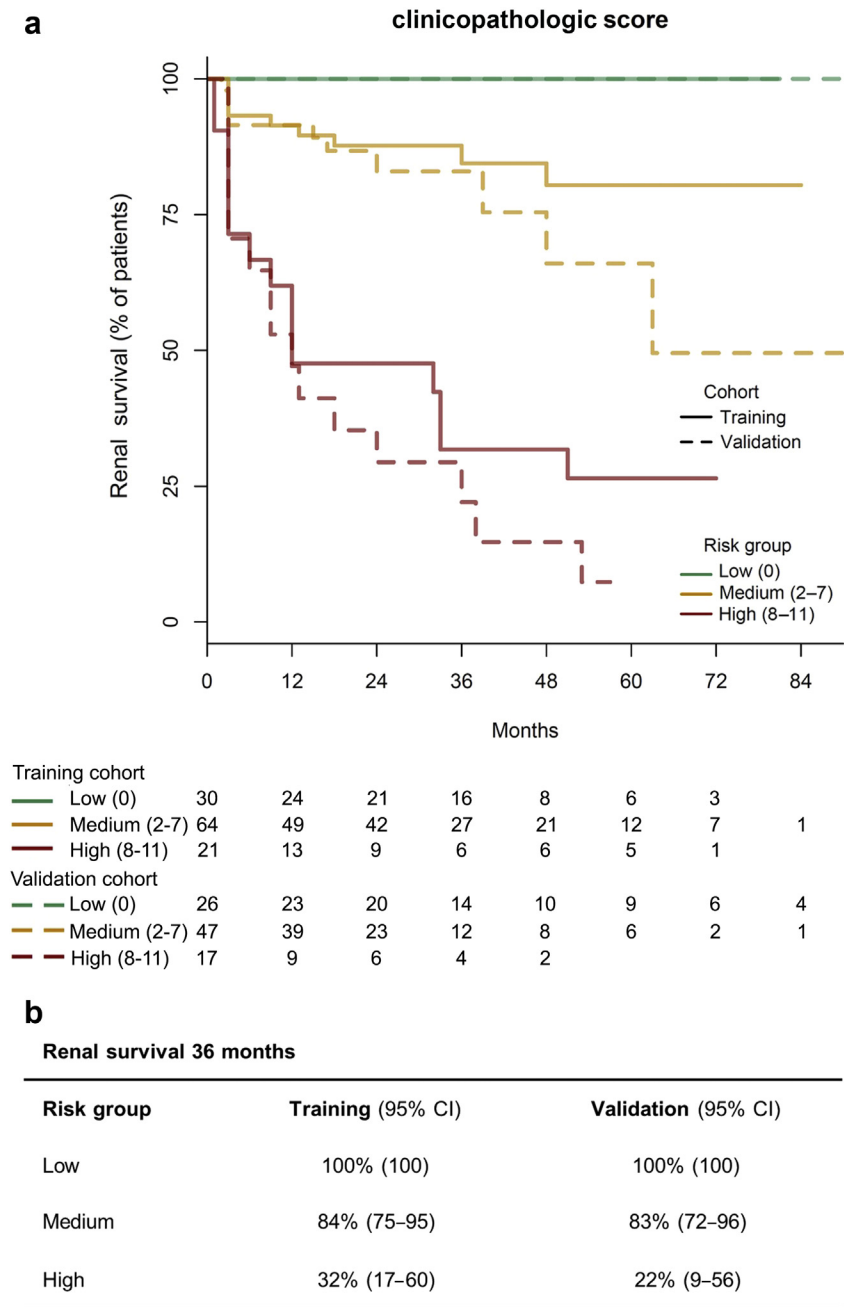 a
clinicopathologic score
Renal survival (% of patients)
100
75
50
25
0
Cohort
Training
Validation
Risk group
Low (0)
Medium (2–7)
High (8–11)
0 12 24 36 48 60 72 84
Months
Training cohort
Low (0) 30 24 21 16 8 6 3
Medium (2-7) 64 49 42 27 21 12 7 1
High (8-11) 21 13 9 6 6 5 1
Validation cohort
Low (0) 26 23 20 14 10 9 6 4
Medium (2-7) 47 39 23 12 8 6 2 1
High (8-11) 17 9 6 4 2
b
Renal survival 36 months
Risk group Training (95% CI) Validation (95% CI)
Low 100% (100) 100% (100)
Medium 84% (75–95) 83% (72–96)
High 32% (17–60) 22% (9–56)